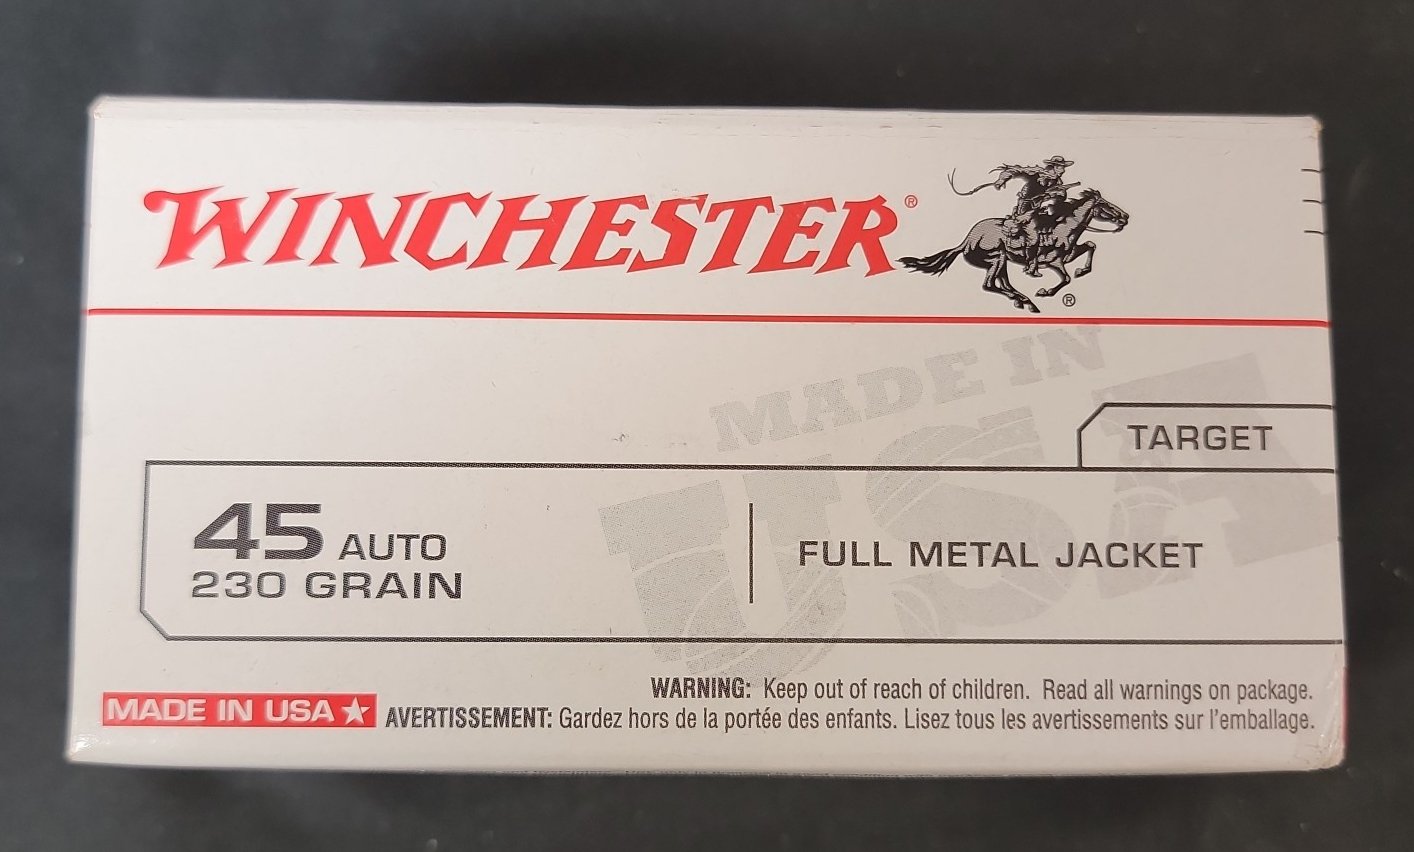 WINCHESTER®
®
MADE IN
USA
TARGET
45 AUTO
230 GRAIN
FULL METAL JACKET
WARNING: Keep out of reach of children. Read all warnings on package.
MADE IN USA★
AVERTISSEMENT: Gardez hors de la portée des enfants. Lisez tous les avertissements sur l'emballage.